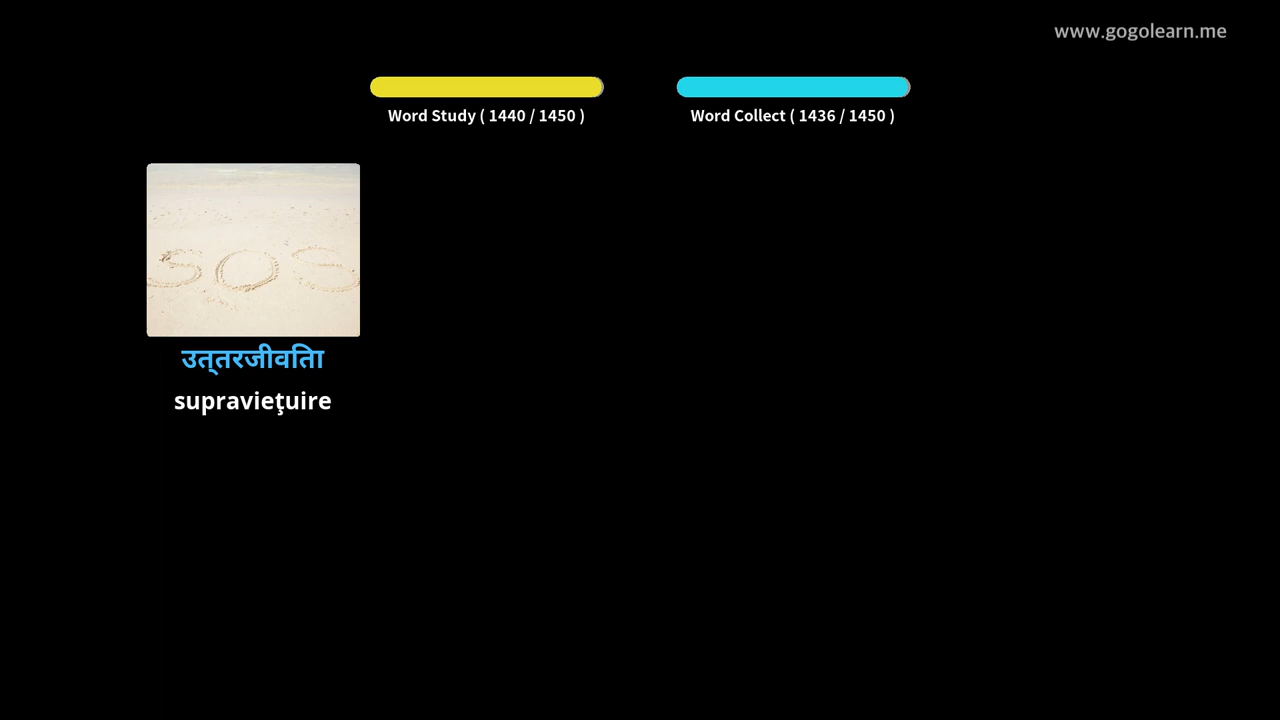 www.gogolearn.me
Word Study ( 1440 / 1450 )
Word Collect ( 1436 / 1450 )
SOS
उत्तरजीविता
supravieţuire